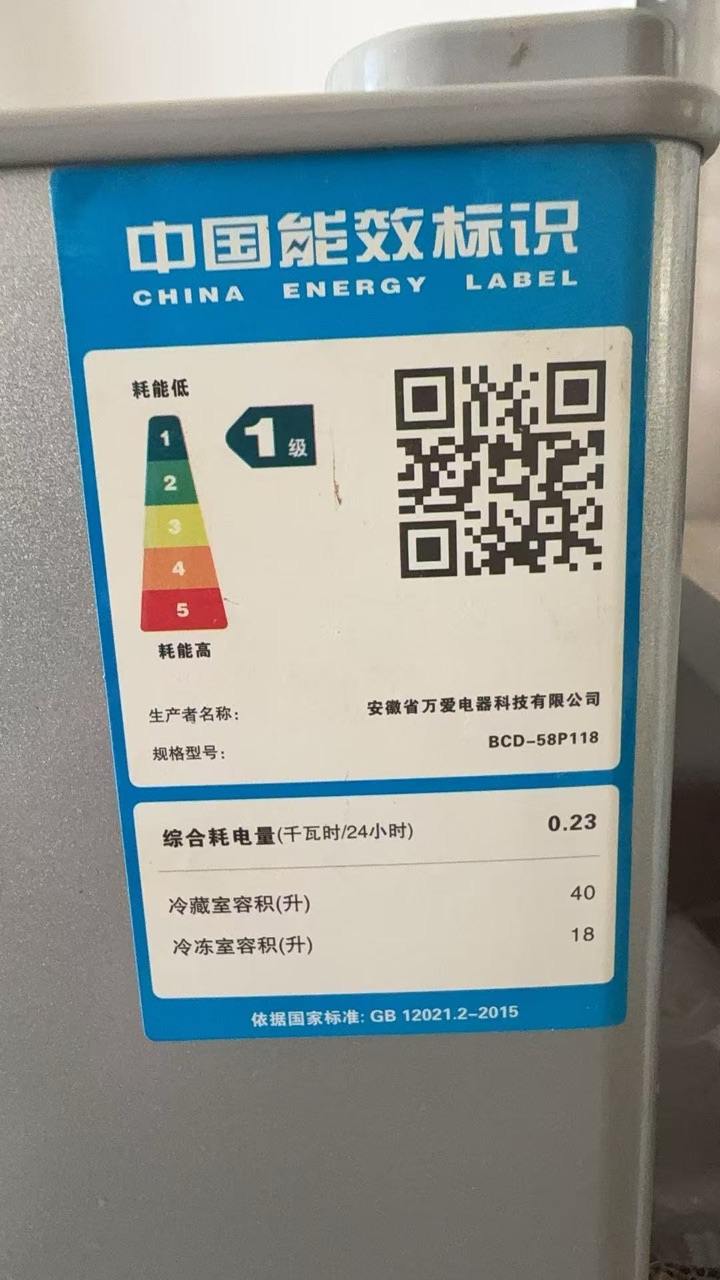 中国能效标识
CHINA ENERGY LABEL
耗能低
1
1级
2
3
4
5
耗能高
生产者名称: 安徽省万爱电器科技有限公司
规格型号: BCD-58P118
综合耗电量(千瓦时/24小时) 0.23
冷藏室容积(升) 40
冷冻室容积(升) 18
依据国家标准: GB 12021.2-2015